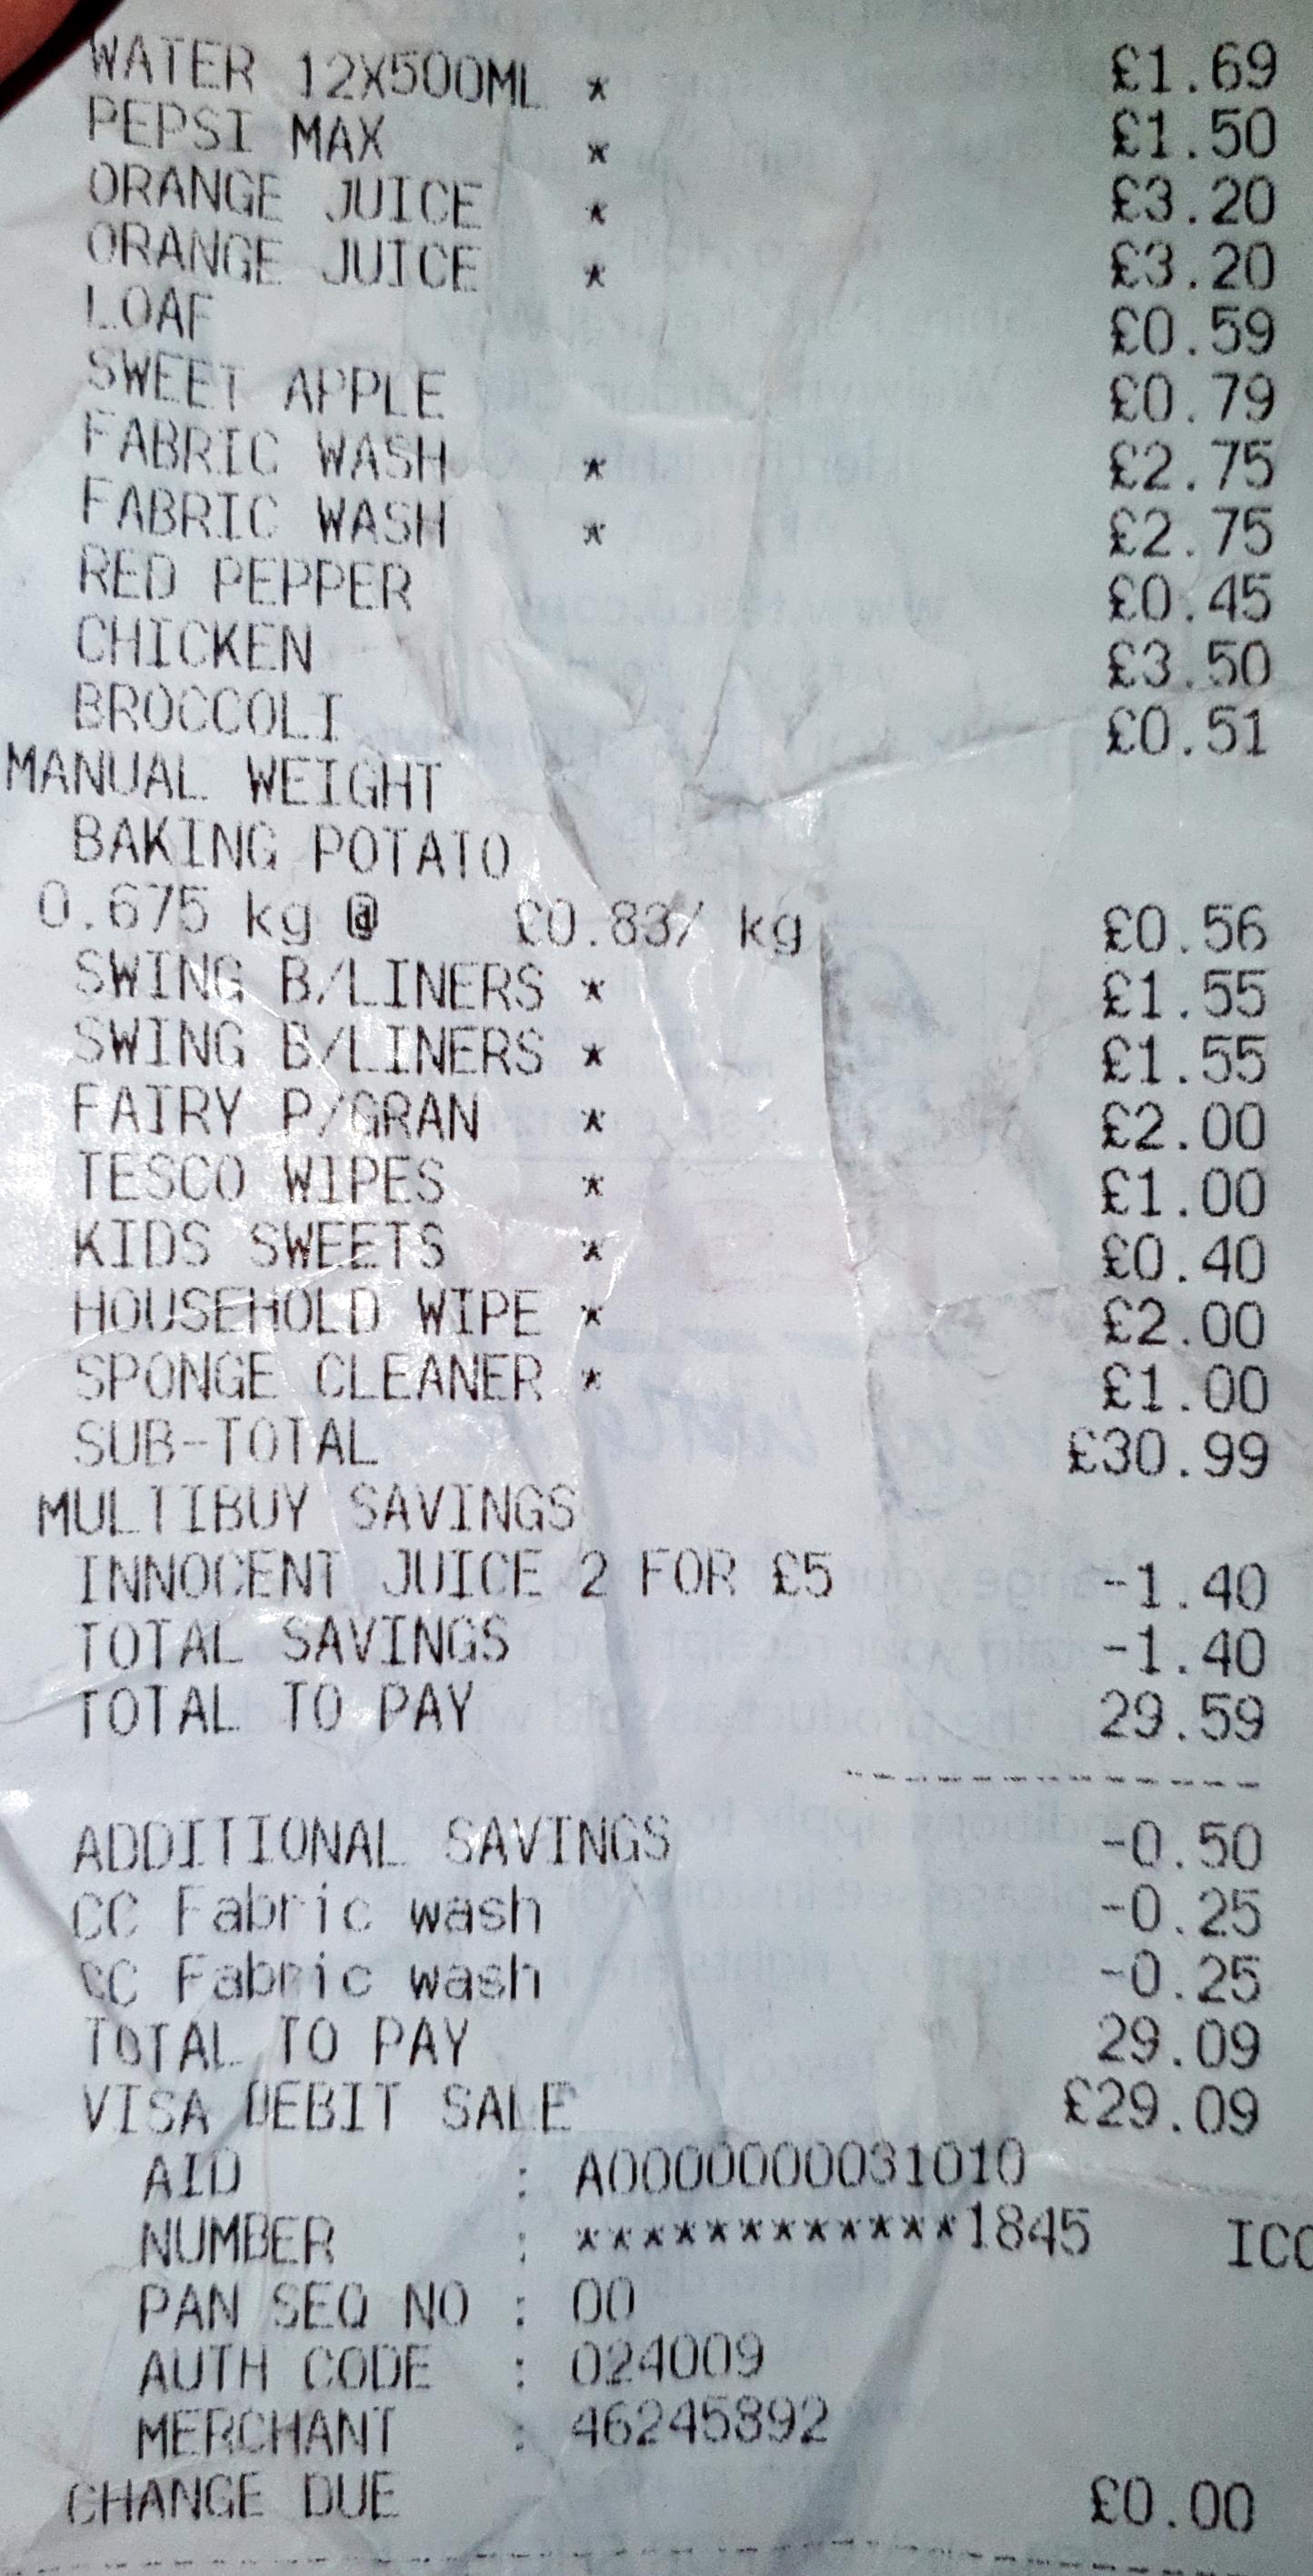 WATER 12X500ML * £1.69
PEPSI MAX * £1.50
ORANGE JUICE * £3.20
ORANGE JUICE * £3.20
LOAF £0.59
SWEET APPLE £0.79
FABRIC WASH * £2.75
FABRIC WASH * £2.75
RED PEPPER £0.45
CHICKEN £3.50
BROCCOLI £0.51
MANUAL WEIGHT
BAKING POTATO
0.675 kg @ £0.83/ kg £0.56
SWING B/LINERS * £1.55
SWING B/LINERS * £1.55
FAIRY P/GRAN * £2.00
TESCO WIPES * £1.00
KIDS SWEETS * £0.40
HOUSEHOLD WIPE * £2.00
SPONGE CLEANER * £1.00
SUB-TOTAL £30.99
MULTIBUY SAVINGS
INNOCENT JUICE 2 FOR £5 -1.40
TOTAL SAVINGS -1.40
TOTAL TO PAY 29.59
ADDITIONAL SAVINGS -0.50
CC Fabric wash -0.25
CC Fabric wash -0.25
TOTAL TO PAY 29.09
VISA DEBIT SALE £29.09
AID : A0000000031010
NUMBER : ************1845 ICC
PAN SEQ NO : 00
AUTH CODE : 024009
MERCHANT : 46245892
CHANGE DUE £0.00